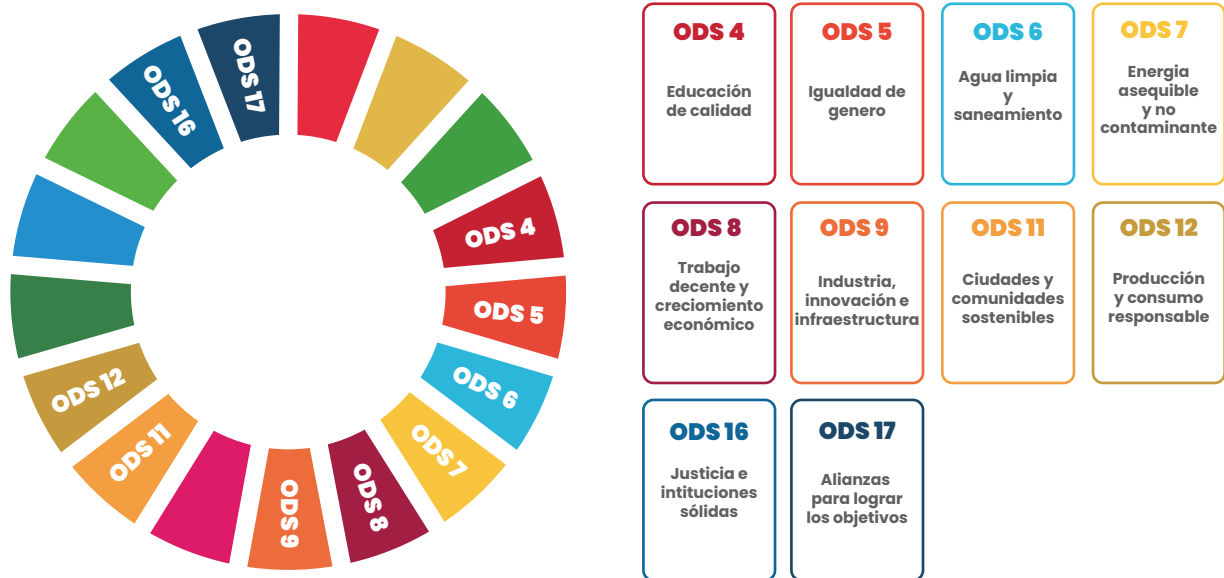 ODS 17
ODS 16
ODS 4
ODS 5
ODS 6
ODS 7
ODS 8
ODS 9
ODS 11
ODS 12
ODS 4
Educación
de calidad
ODS 5
Igualdad de
genero
ODS 6
Agua limpia
y
saneamiento
ODS 7
Energia
asequible
y no
contaminante
ODS 8
Trabajo
decente y
creciomiento
económico
ODS 9
Industria,
innovación e
infraestructura
ODS 11
Ciudades y
comunidades
sostenibles
ODS 12
Producción
y consumo
responsable
ODS 16
Justicia e
intituciones
sólidas
ODS 17
Alianzas
para lograr
los objetivos